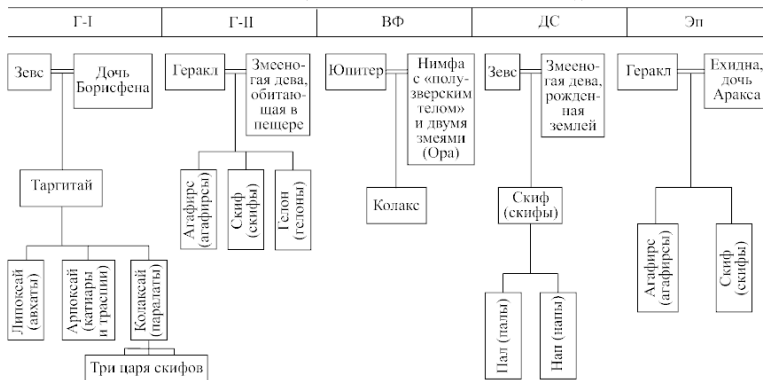 Г-I
Г-II
ВФ
ДС
Эп
Зевс
Дочь
Борисфена
Таргитай
Липоксай
(авхаты)
Арпоксай
(катиары
и траспии)
Колаксай
(паралаты)
Три царя скифов
Геракл
Змеено-
гая дева,
обитаю-
щая в
пещере
Агафирс
(агафирсы)
Скиф
(скифы)
Гелон
(гелоны)
Юпитер
Нимфа
с «полу-
зверским
телом»
и двумя
змеями
(Ора)
Колакс
Зевс
Змеено-
гая дева,
рожден-
ная
землей
Скиф
(скифы)
Пал (палы)
Нап (напы)
Геракл
Ехидна,
дочь
Аракса
Агафирс
(агафирсы)
Скиф
(скифы)